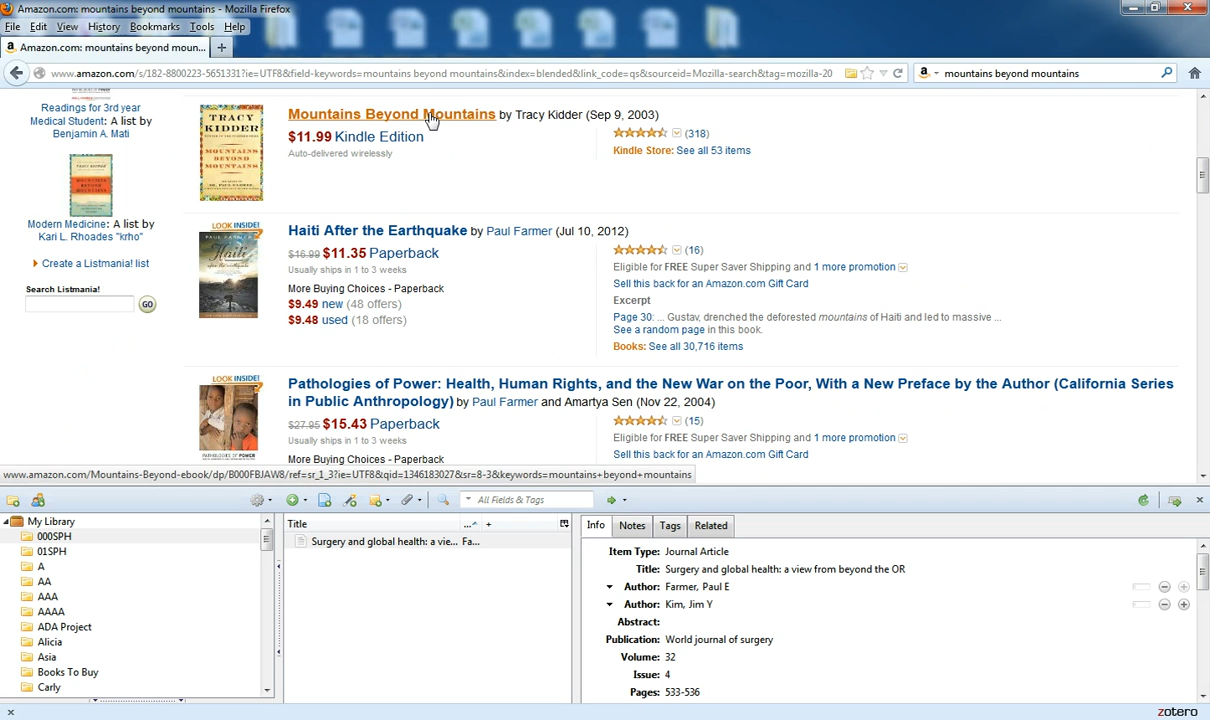 Amazon.com: mountains beyond mountains - Mozilla Firefox
File Edit View History Bookmarks Tools Help
Amazon.com: mountains beyond moun...
www.amazon.com/s/182-8800223-5651331?ie=UTF8&field-keywords=mountains beyond mountains&index=blended&link_code=qs&sourceid=Mozilla-search&tag=mozilla-20
mountains beyond mountains
Readings for 3rd year
Medical Student: A list by
Benjamin A. Mati
Modern Medicine: A list by
Kari L. Rhoades "krho"
Create a Listmania! list
Search Listmania!
GO
TRACY
KIDDER
MOUNTAINS
BEYOND
MOUNTAINS
Mountains Beyond Mountains by Tracy Kidder (Sep 9, 2003)
$11.99 Kindle Edition
Auto-delivered wirelessly
(318)
Kindle Store: See all 53 items
LOOK INSIDE!
PAUL FARMER
Haiti
Haiti After the Earthquake by Paul Farmer (Jul 10, 2012)
$16.99 $11.35 Paperback
Usually ships in 1 to 3 weeks
More Buying Choices - Paperback
$9.49 new (48 offers)
$9.48 used (18 offers)
(16)
Eligible for FREE Super Saver Shipping and 1 more promotion
Sell this back for an Amazon.com Gift Card
Excerpt
Page 30: ... Gustav, drenched the deforested mountains of Haiti and led to massive ...
See a random page in this book.
Books: See all 30,716 items
LOOK INSIDE!
PATHOLOGIES OF POWER
Pathologies of Power: Health, Human Rights, and the New War on the Poor, With a New Preface by the Author (California Series
in Public Anthropology) by Paul Farmer and Amartya Sen (Nov 22, 2004)
$27.95 $15.43 Paperback
Usually ships in 1 to 3 weeks
More Buying Choices - Paperback
(15)
Eligible for FREE Super Saver Shipping and 1 more promotion
Sell this back for an Amazon.com Gift Card
www.amazon.com/Mountains-Beyond-ebook/dp/B000FBJAW8/ref=sr_1_3?ie=UTF8&qid=1346183027&sr=8-3&keywords=mountains+beyond+mountains
All Fields & Tags
My Library
000SPH
01SPH
A
AA
AAA
AAAA
ADA Project
Alicia
Asia
Books To Buy
Carly
Title
Surgery and global health: a vie... Fa...
Info Notes Tags Related
Item Type: Journal Article
Title: Surgery and global health: a view from beyond the OR
Author: Farmer, Paul E
Author: Kim, Jim Y
Abstract:
Publication: World journal of surgery
Volume: 32
Issue: 4
Pages: 533-536
zotero